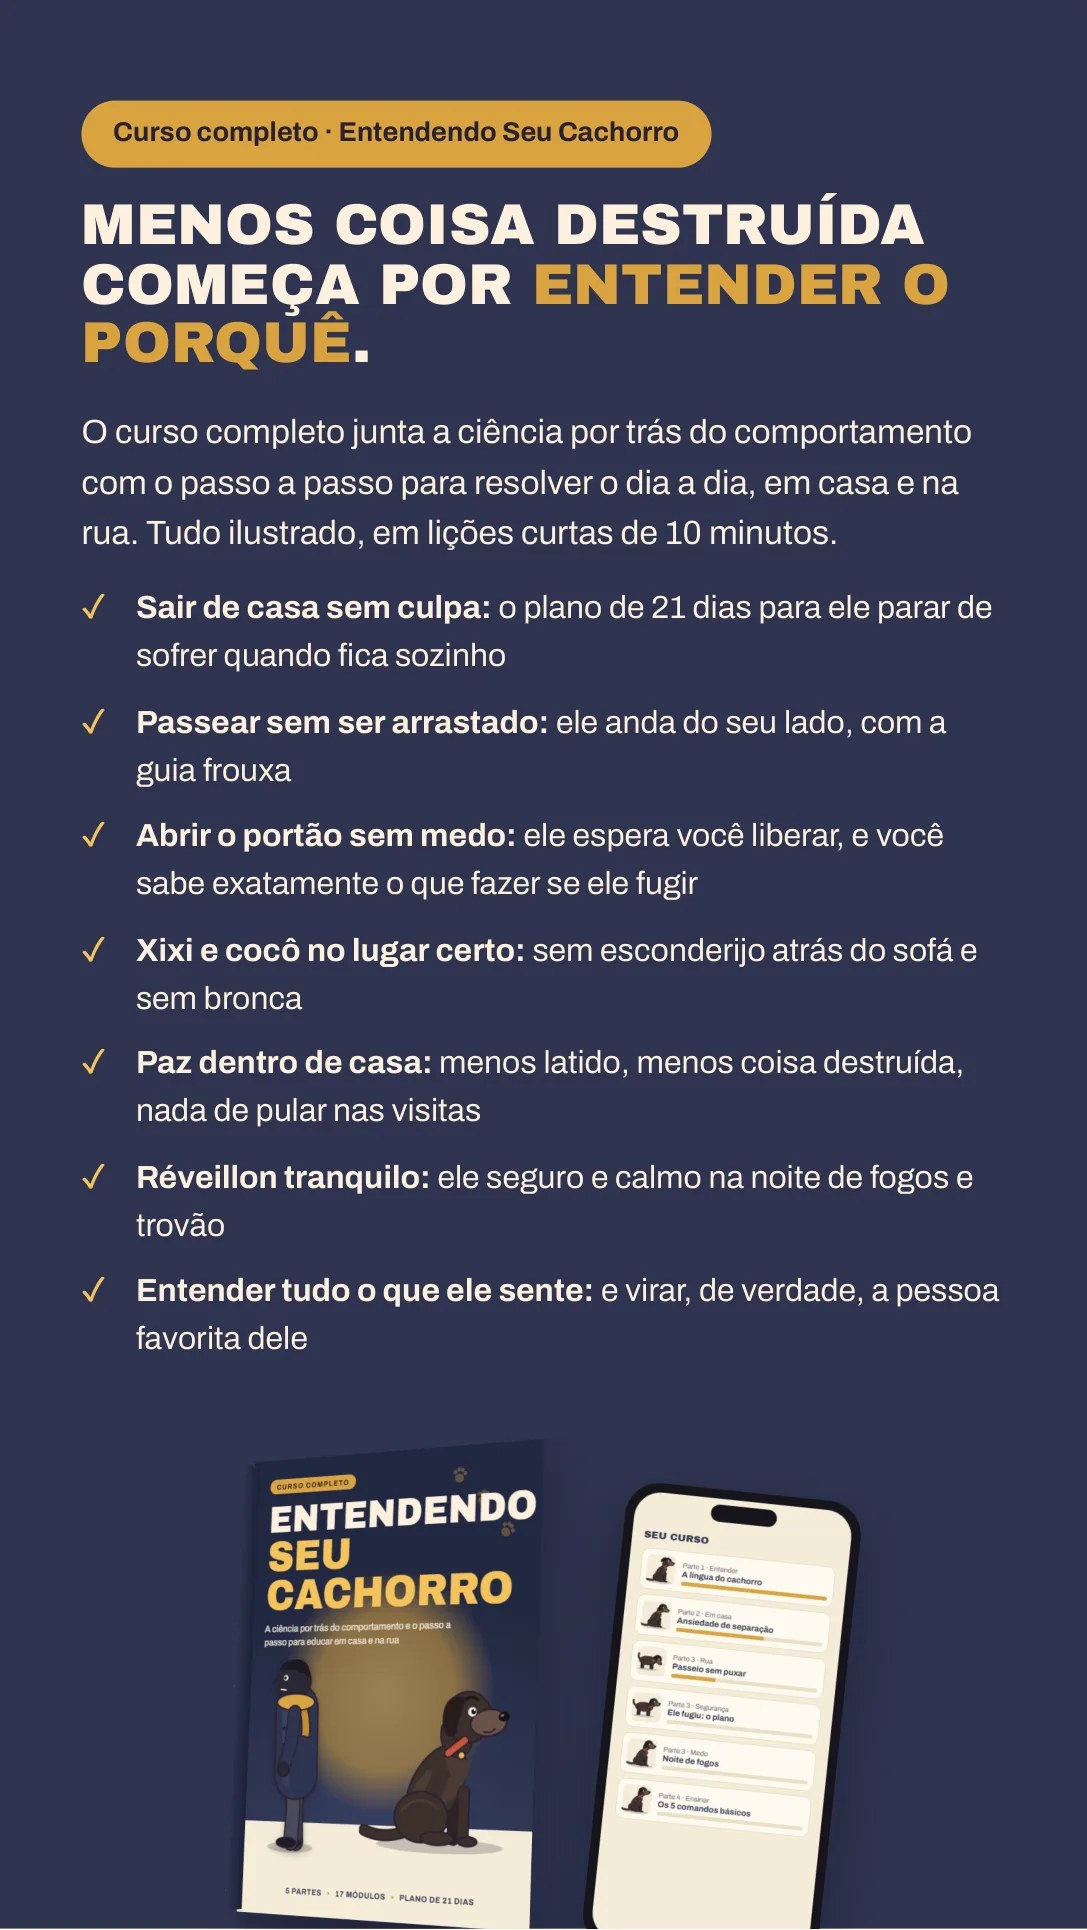 Curso completo · Entendendo Seu Cachorro
MENOS COISA DESTRUÍDA
COMEÇA POR ENTENDER O
PORQUÊ.
O curso completo junta a ciência por trás do comportamento
com o passo a passo para resolver o dia a dia, em casa e na
rua. Tudo ilustrado, em lições curtas de 10 minutos.
✓ Sair de casa sem culpa: o plano de 21 dias para ele parar de
sofrer quando fica sozinho
✓ Passear sem ser arrastado: ele anda do seu lado, com a
guia frouxa
✓ Abrir o portão sem medo: ele espera você liberar, e você
sabe exatamente o que fazer se ele fugir
✓ Xixi e cocô no lugar certo: sem esconderijo atrás do sofá e
sem bronca
✓ Paz dentro de casa: menos latido, menos coisa destruída,
nada de pular nas visitas
✓ Réveillon tranquilo: ele seguro e calmo na noite de fogos e
trovão
✓ Entender tudo o que ele sente: e virar, de verdade, a pessoa
favorita dele
CURSO COMPLETO
ENTENDENDO
SEU
CACHORRO
A ciência por trás do comportamento e o passo a
passo para educar em casa e na rua
5 PARTES • 17 MÓDULOS • PLANO DE 21 DIAS
SEU CURSO
Parte 1 · Entender
A língua do cachorro
Parte 2 · Em casa
Ansiedade de separação
Parte 3 · Rua
Passeio sem puxar
Parte 3 · Segurança
Ele fugiu: o plano
Parte 3 · Medo
Noite de fogos
Parte 4 · Ensinar
Os 5 comandos básicos